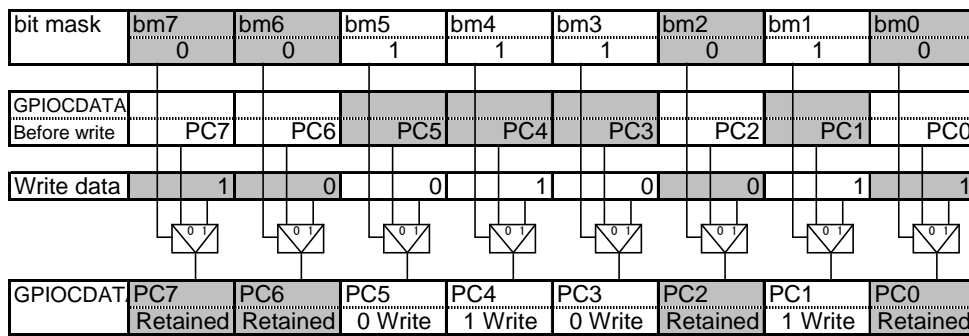 bit mask bm7 bm6 bm5 bm4 bm3 bm2 bm1 bm0
0 0 1 1 1 0 1 0
GPIOCDATA
Before write PC7 PC6 PC5 PC4 PC3 PC2 PC1 PC0
Write data 1 0 0 1 0 0 1 1
0 1 0 1 0 1 0 1 0 1 0 1 0 1 0 1
GPIOCDAT PC7 PC6 PC5 PC4 PC3 PC2 PC1 PC0
Retained Retained 0 Write 1 Write 0 Write Retained 1 Write Retained